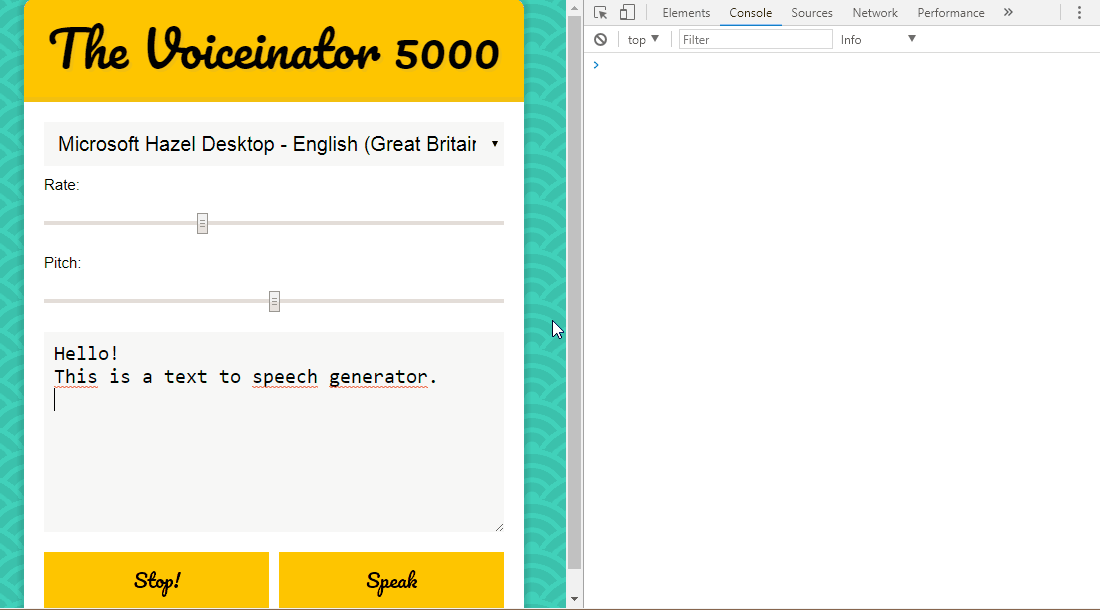 The Voiceinator 5000
Microsoft Hazel Desktop - English (Great Britain
Rate:
Pitch:
Hello!
This is a text to speech generator.
Stop! Speak
Elements Console Sources Network Performance »
top ▼ Filter Info ▼
>